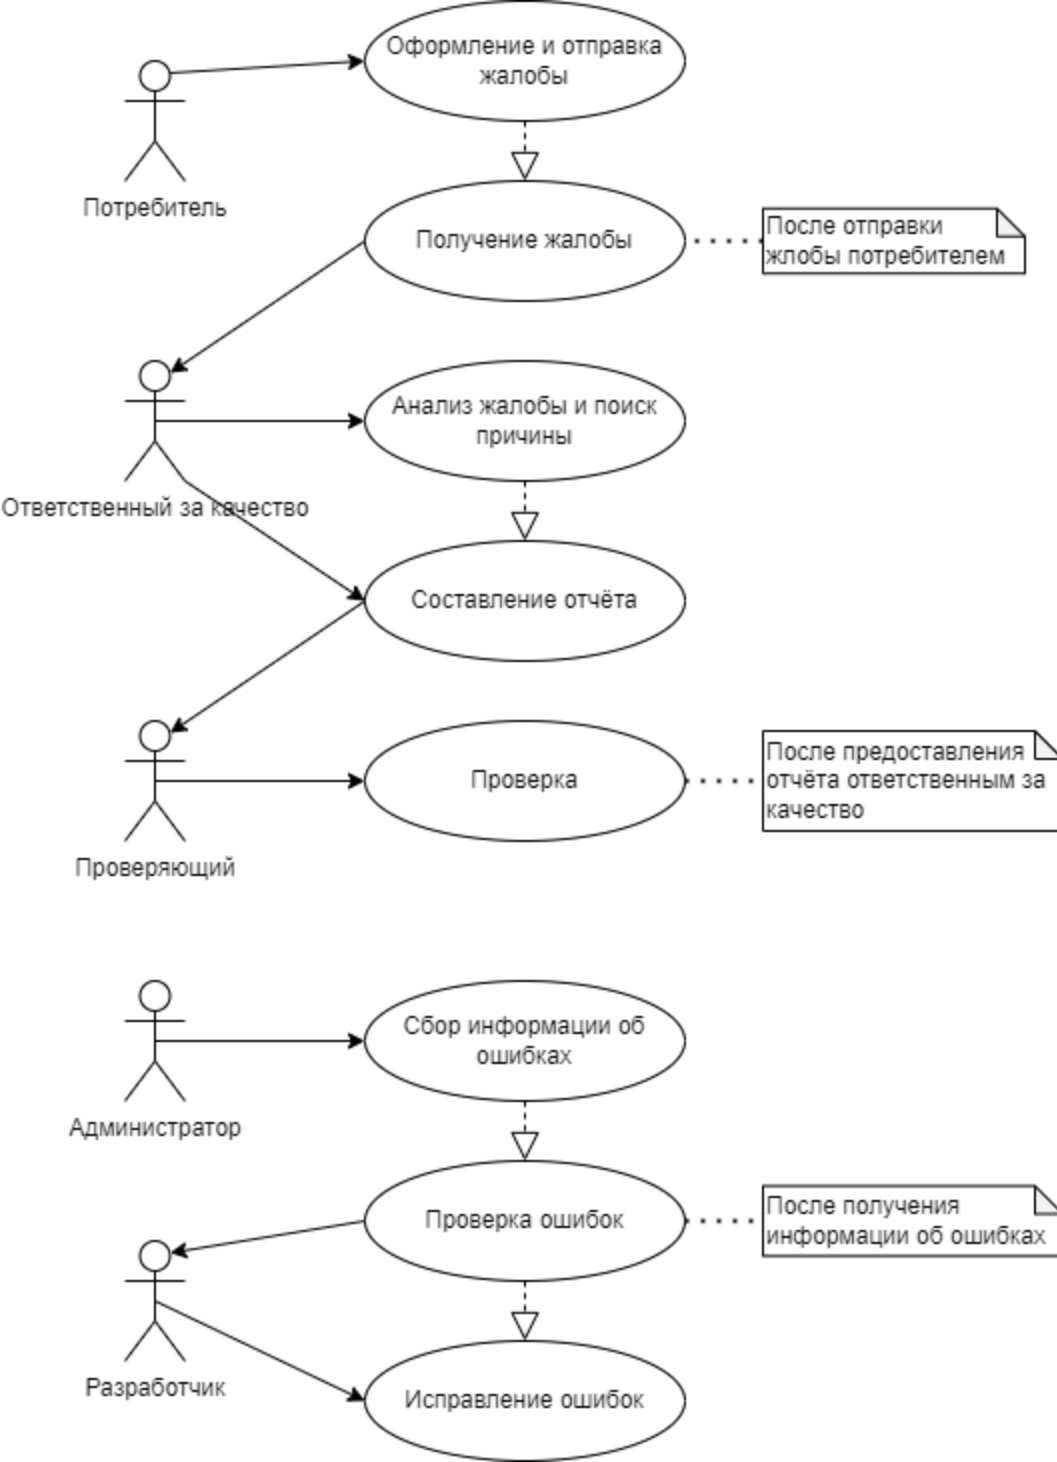 Оформление и отправка
жалобы
Потребитель
Получение жалобы
После отправки
жлобы потребителем
Анализ жалобы и поиск
причины
Ответственный за качество
Составление отчёта
Проверка
После предоставления
отчёта ответственным за
качество
Проверяющий
Сбор информации об
ошибках
Администратор
Проверка ошибок
После получения
информации об ошибках
Разработчик
Исправление ошибок